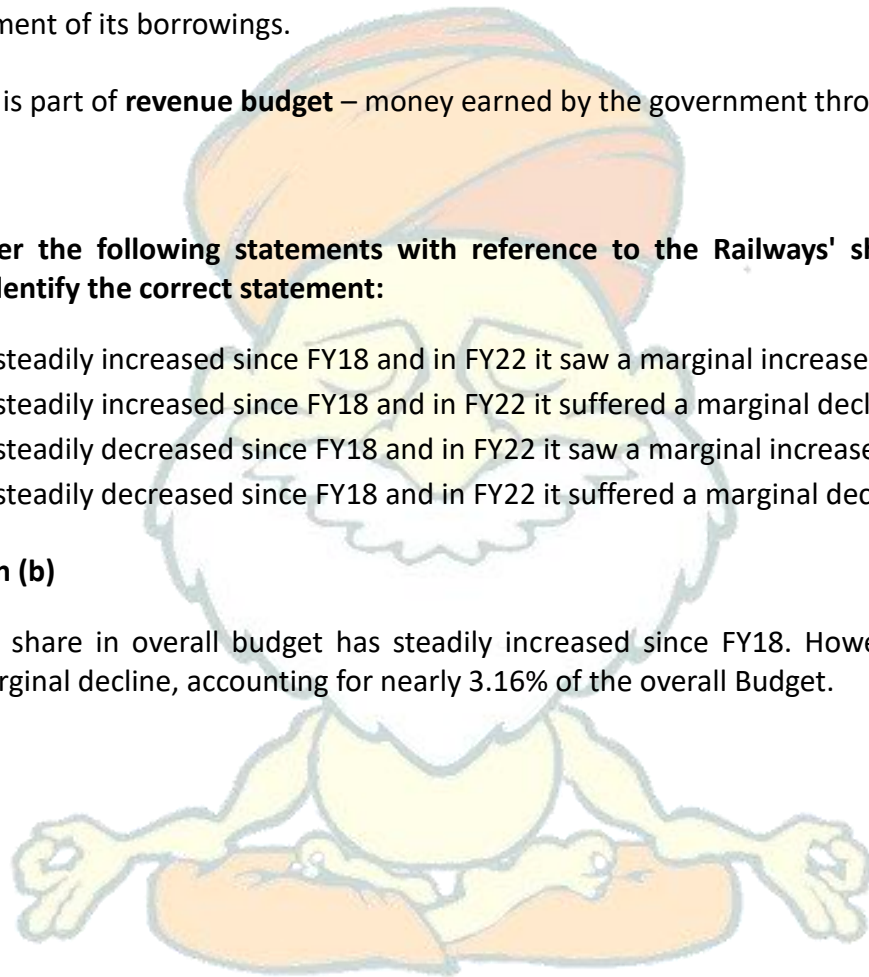 ment of its borrowings.
is part of revenue budget – money earned by the government thro
er the following statements with reference to the Railways' sh
dentify the correct statement:
steadily increased since FY18 and in FY22 it saw a marginal increase
steadily increased since FY18 and in FY22 it suffered a marginal decl
steadily decreased since FY18 and in FY22 it saw a marginal increase
steadily decreased since FY18 and in FY22 it suffered a marginal dec
n (b)
share in overall budget has steadily increased since FY18. Howe
rginal decline, accounting for nearly 3.16% of the overall Budget.